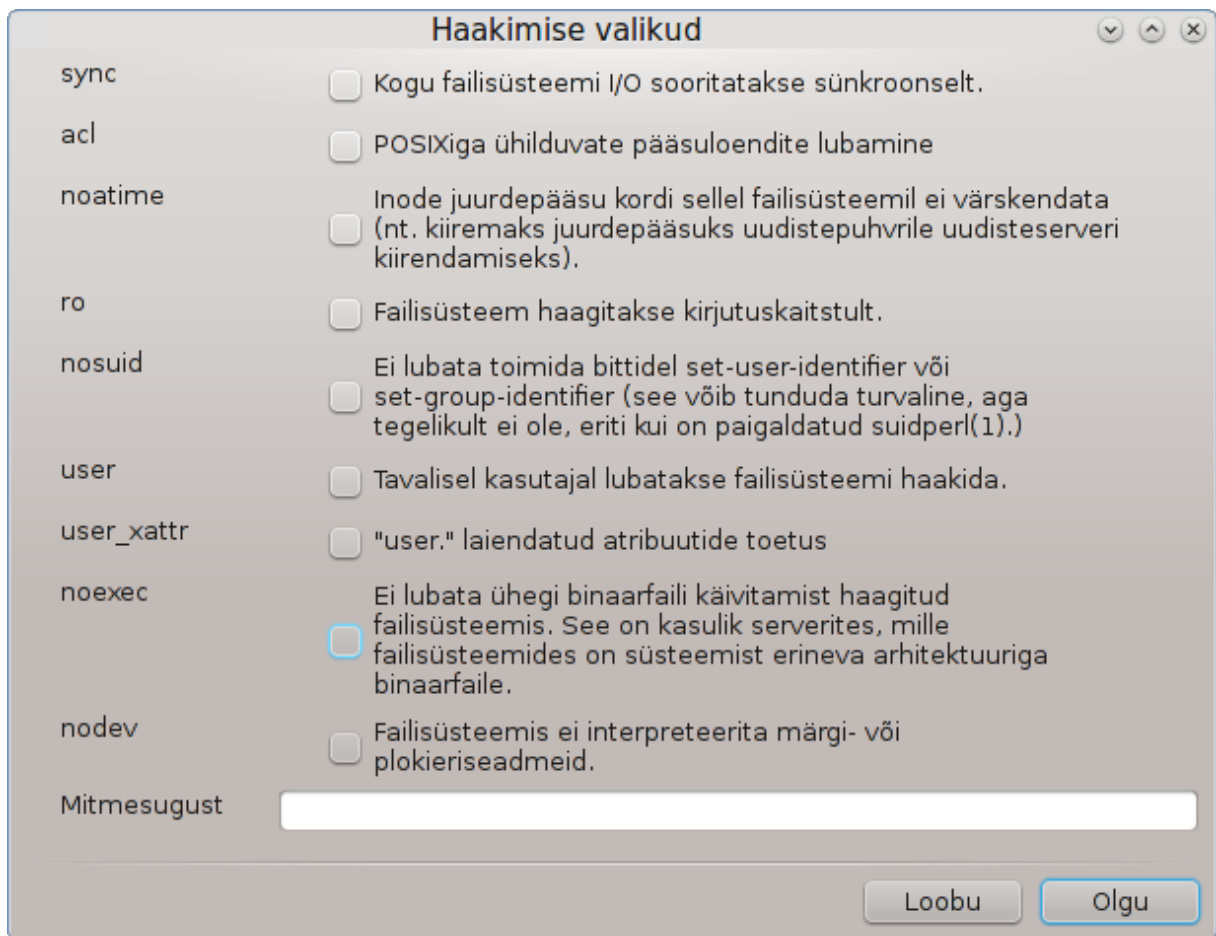 Haakimise valikud
sync
Kogu failisüsteemi I/O sooritatakse sünkroonselt.
acl
POSIXiga ühilduvate pääsuloendite lubamine
noatime
Inode juurdepääsu kordi sellel failisüsteemil ei värskendata
(nt. kiiremaks juurdepääsuks uudistepuhvrile uudisteserveri
kiirendamiseks).
ro
Failisüsteem haagitakse kirjutuskaitstult.
nosuid
Ei lubata toimida bittidel set-user-identifier või
set-group-identifier (see võib tunduda turvaline, aga
tegelikult ei ole, eriti kui on paigaldatud suidperl(1).)
user
Tavalisel kasutajal lubatakse failisüsteemi haakida.
user_xattr
"user." laiendatud atribuutide toetus
noexec
Ei lubata ühegi binaarfaili käivitamist haagitud
failisüsteemis. See on kasulik serverites, mille
failisüsteemides on süsteemist erineva arhitektuuriga
binaarfaile.
nodev
Failisüsteemis ei interpreteerita märgi- või
plokieriseadmeid.
Mitmesugust
Loobu
Olgu